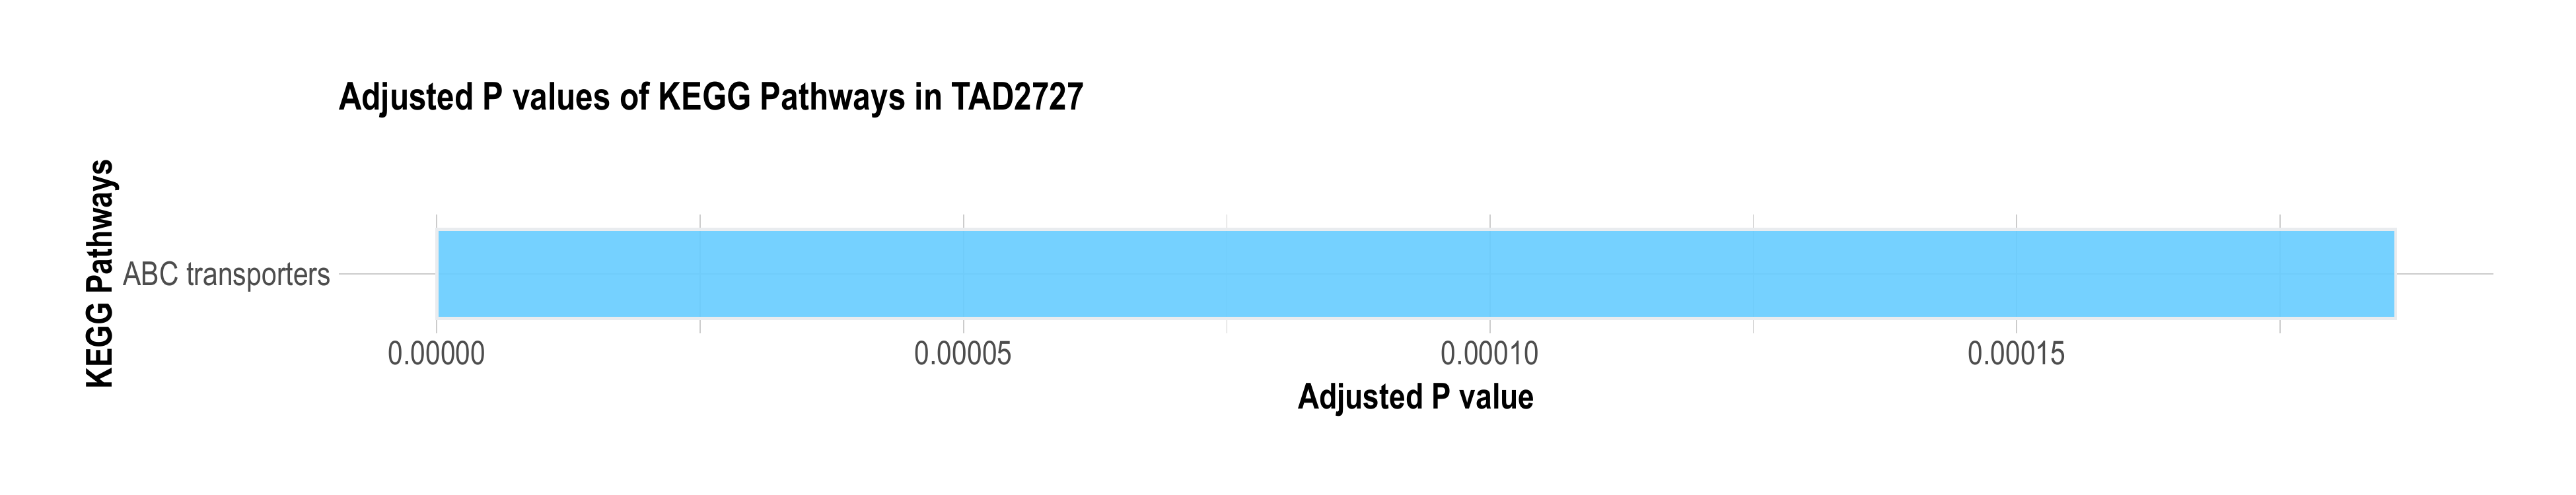 Adjusted P values of KEGG Pathways in TAD2727
KEGG Pathways
ABC transporters
0.00000 0.00005 0.00010 0.00015
Adjusted P value